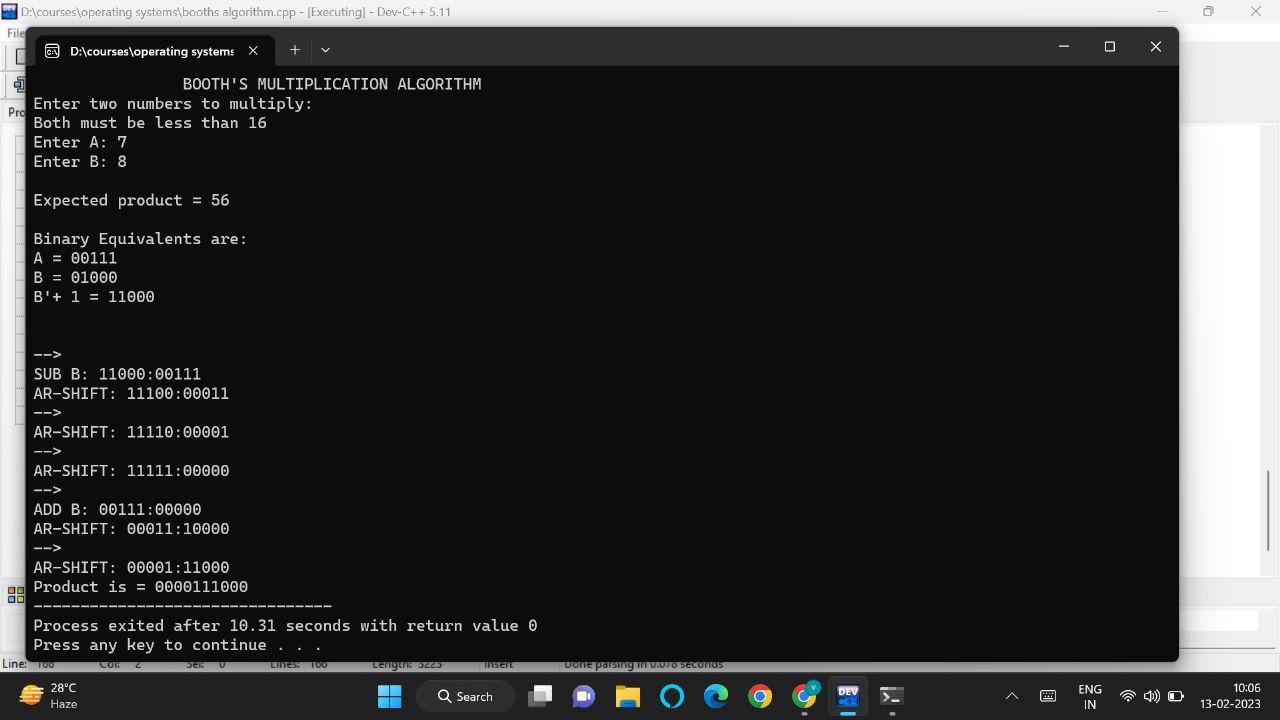 D:\courses\operating systems\booths algorithm.cpp - [Executing] - Dev-C++ 5.11
File
D:\courses\operating systems
Pro
BOOTH'S MULTIPLICATION ALGORITHM
Enter two numbers to multiply:
Both must be less than 16
Enter A: 7
Enter B: 8
Expected product = 56
Binary Equivalents are:
A = 00111
B = 01000
B'+ 1 = 11000
-->
SUB B: 11000:00111
AR-SHIFT: 11100:00011
-->
AR-SHIFT: 11110:00001
-->
AR-SHIFT: 11111:00000
-->
ADD B: 00111:00000
AR-SHIFT: 00011:10000
-->
AR-SHIFT: 00001:11000
Product is = 0000111000
--------------------------------
Process exited after 10.31 seconds with return value 0
Press any key to continue . . .
Line: 166 Col: 2 Sel: 0 Lines: 166 Length: 3223 Insert Done parsing in 0.078 seconds
28°C
Haze
Search
DEV
ENG
IN
10:06
13-02-2023